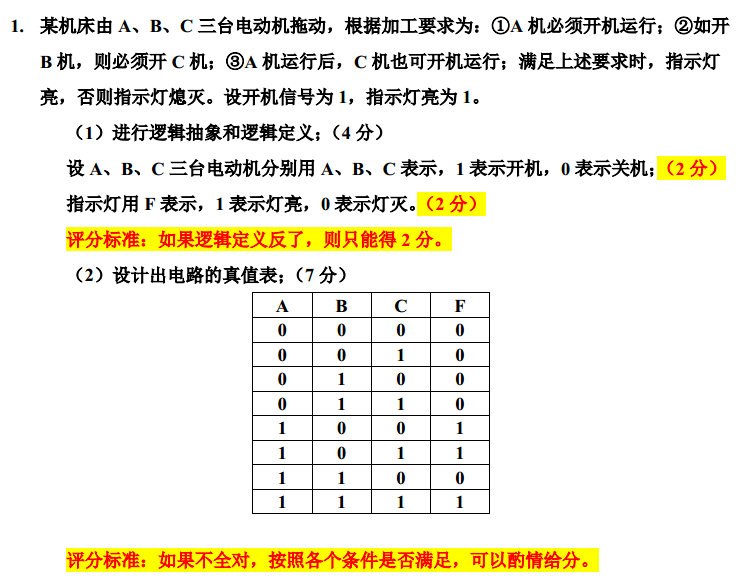 1. 某机床由 A、B、C 三台电动机拖动，根据加工要求为：①A 机必须开机运行；②如开
B 机，则必须开 C 机；③A 机运行后，C 机也可开机运行；满足上述要求时，指示灯
亮，否则指示灯熄灭。设开机信号为 1，指示灯亮为 1。
（1）进行逻辑抽象和逻辑定义；（4 分）
设 A、B、C 三台电动机分别用 A、B、C 表示，1 表示开机，0 表示关机；（2 分）
指示灯用 F 表示，1 表示灯亮，0 表示灯灭。（2 分）
评分标准：如果逻辑定义反了，则只能得 2 分。
（2）设计出电路的真值表；（7 分）
A B C F
0 0 0 0
0 0 1 0
0 1 0 0
0 1 1 0
1 0 0 1
1 0 1 1
1 1 0 0
1 1 1 1
评分标准：如果不全对，按照各个条件是否满足，可以酌情给分。